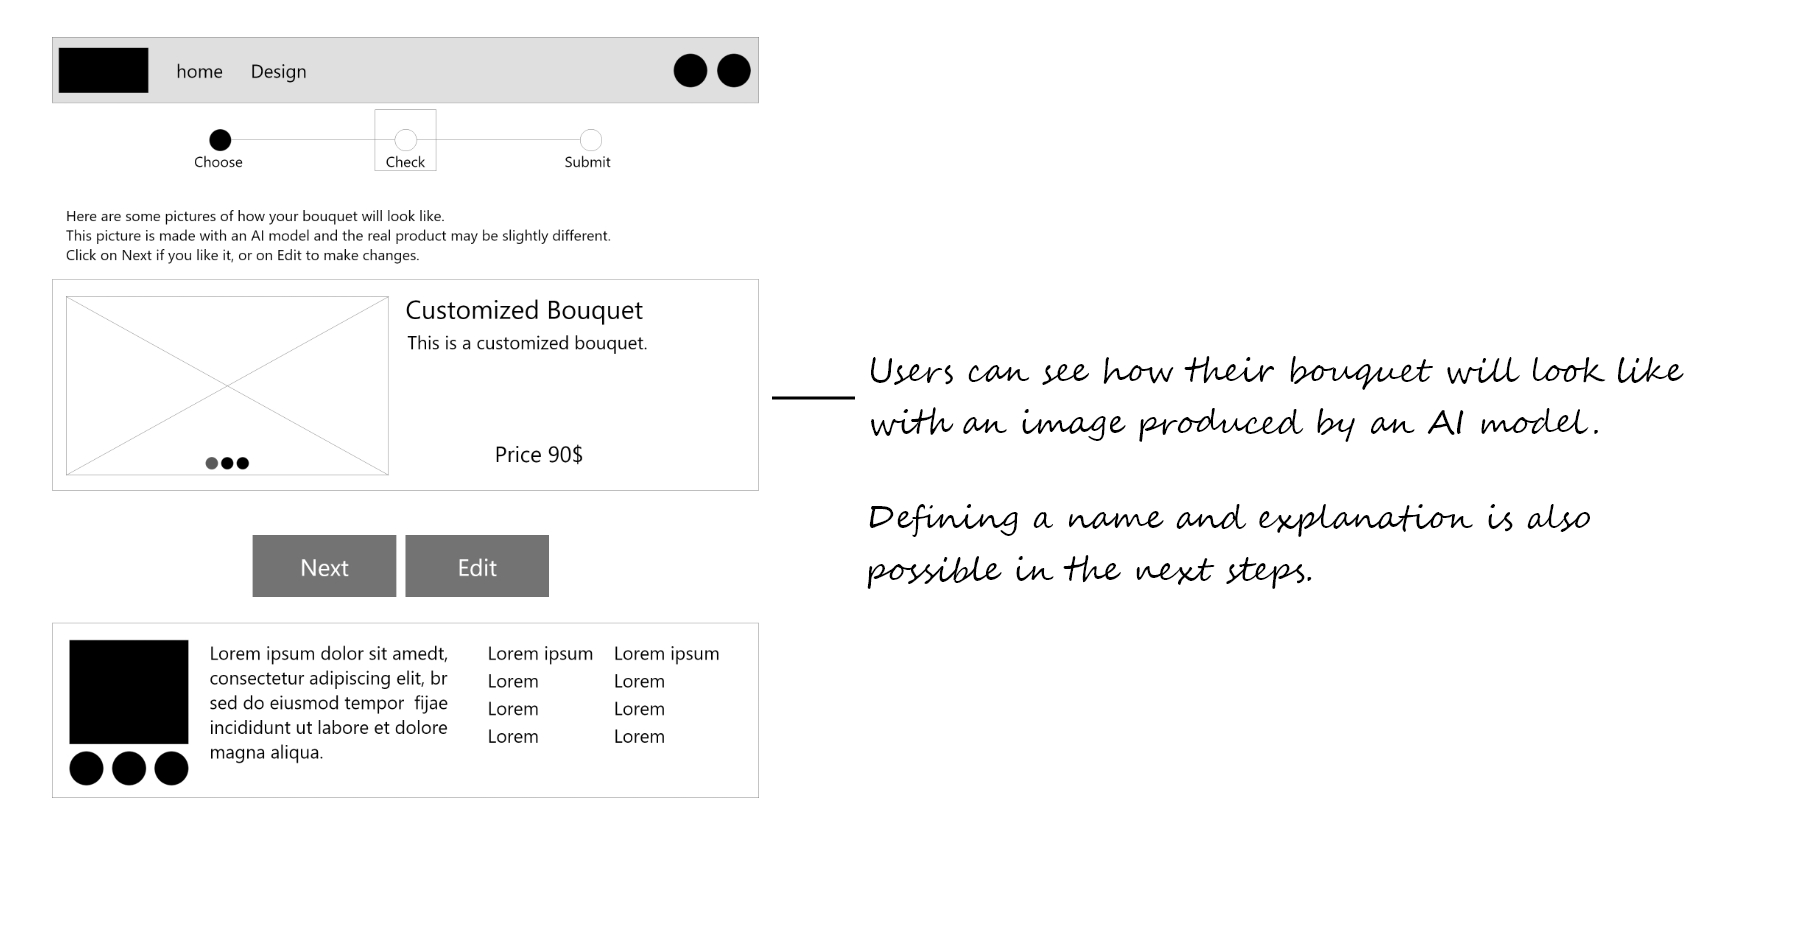 home Design
Choose Check Submit
Here are some pictures of how your bouquet will look like.
This picture is made with an AI model and the real product may be slightly different.
Click on Next if you like it, or on Edit to make changes.
Customized Bouquet
This is a customized bouquet.
Price 90$
Users can see how their bouquet will look like
with an image produced by an AI model.
Defining a name and explanation is also
possible in the next steps.
Next Edit
Lorem ipsum dolor sit amedt,
consectetur adipiscing elit, br
sed do eiusmod tempor fijae
incididunt ut labore et dolore
magna aliqua.
Lorem ipsum
Lorem
Lorem
Lorem
Lorem ipsum
Lorem
Lorem
Lorem